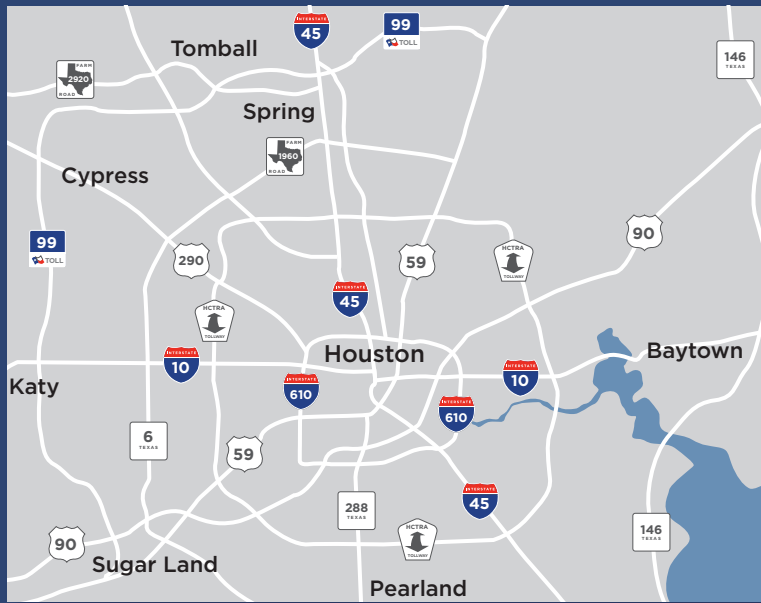 INTERSTATE
45
99
TOLL
Tomball
146
TEXAS
FARM
2920
ROAD
Spring
FARM
1960
ROAD
Cypress
99
TOLL
290
59
HCTRA
TOLLWAY
90
INTERSTATE
45
HCTRA
TOLLWAY
Houston
Baytown
INTERSTATE
10
INTERSTATE
10
Katy
INTERSTATE
610
INTERSTATE
610
6
TEXAS
59
INTERSTATE
45
288
TEXAS
HCTRA
TOLLWAY
146
TEXAS
90
Sugar Land
Pearland